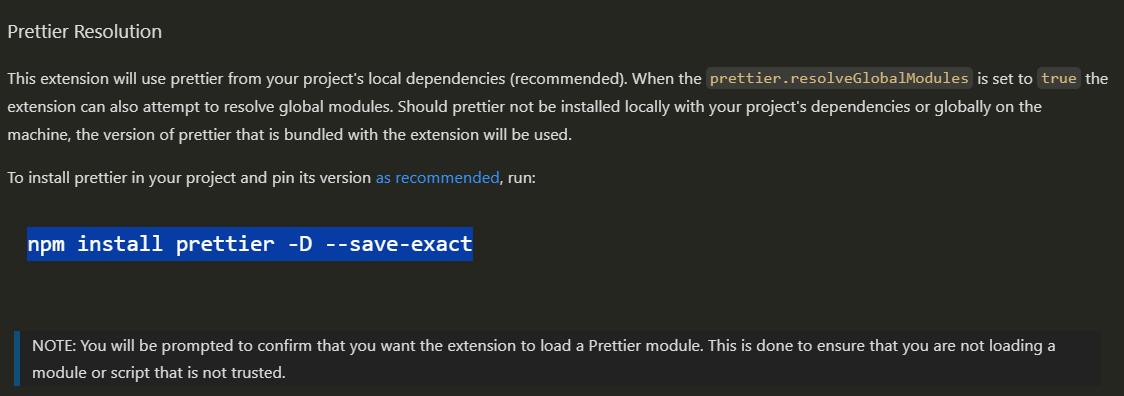 Prettier Resolution
This extension will use prettier from your project's local dependencies (recommended). When the prettier.resolveGlobalModules is set to true the
extension can also attempt to resolve global modules. Should prettier not be installed locally with your project's dependencies or globally on the
machine, the version of prettier that is bundled with the extension will be used.
To install prettier in your project and pin its version as recommended, run:
npm install prettier -D --save-exact
NOTE: You will be prompted to confirm that you want the extension to load a Prettier module. This is done to ensure that you are not loading a
module or script that is not trusted.